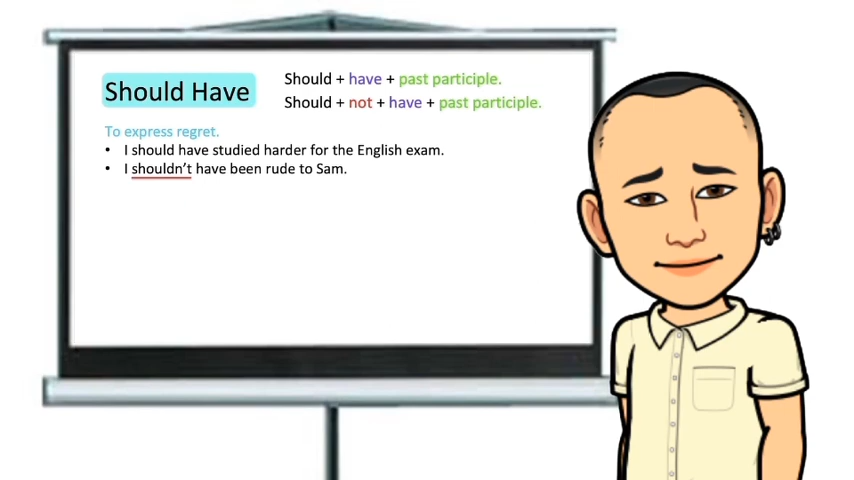 Should Have
Should + have + past participle.
Should + not + have + past participle.
To express regret.
• I should have studied harder for the English exam.
• I shouldn't have been rude to Sam.